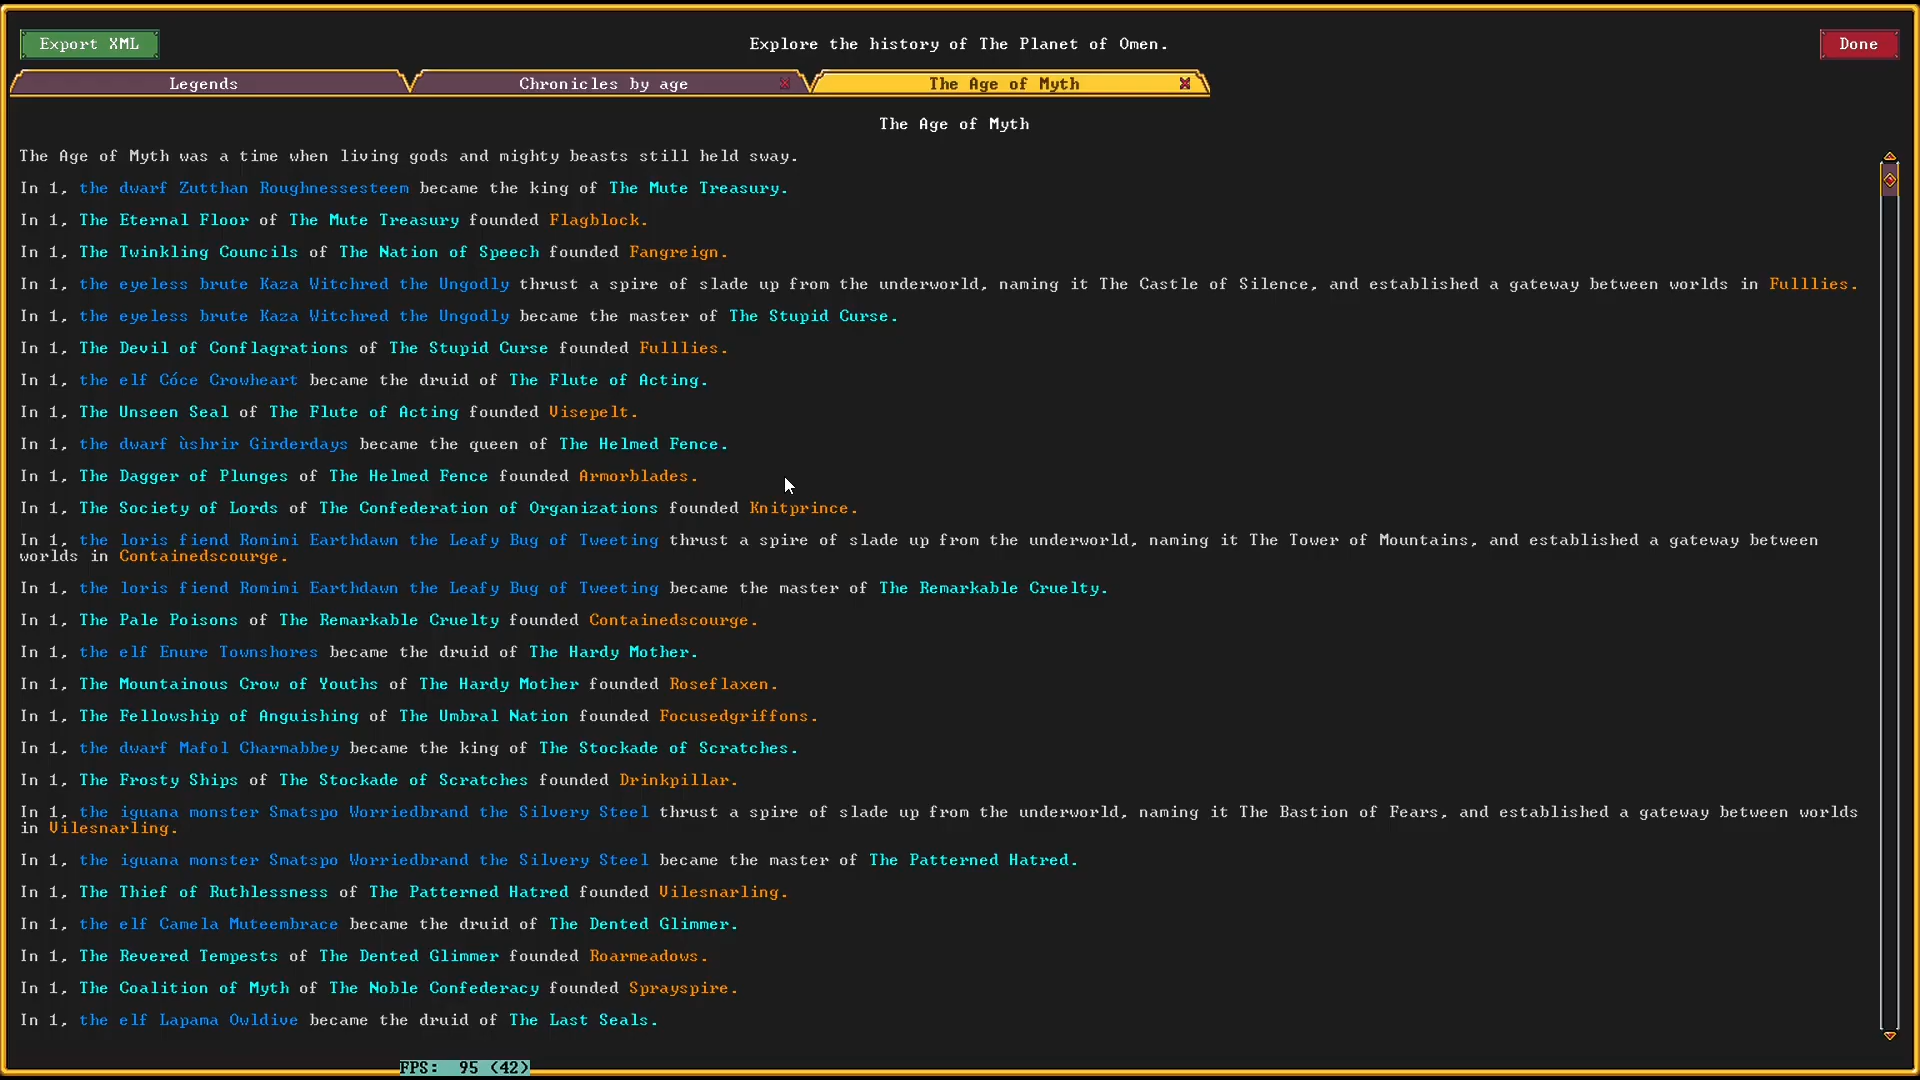 Export XML
Explore the history of The Planet of Omen.
Done
Legends
Chronicles by age
The Age of Myth
The Age of Myth
The Age of Myth was a time when living gods and mighty beasts still held sway.
In 1, the dwarf Zutthan Roughnessesteem became the king of The Mute Treasury.
In 1, The Eternal Floor of The Mute Treasury founded Flagblock.
In 1, The Twinkling Councils of The Nation of Speech founded Fangreign.
In 1, the eyeless brute Kaza Witchred the Ungodly thrust a spire of slade up from the underworld, naming it The Castle of Silence, and established a gateway between worlds in Fulllies.
In 1, the eyeless brute Kaza Witchred the Ungodly became the master of The Stupid Curse.
In 1, The Devil of Conflagrations of The Stupid Curse founded Fulllies.
In 1, the elf Cóce Crowheart became the druid of The Flute of Acting.
In 1, The Unseen Seal of The Flute of Acting founded Visepelt.
In 1, the dwarf ùshrir Girderdays became the queen of The Helmed Fence.
In 1, The Dagger of Plunges of The Helmed Fence founded Armorblades.
In 1, The Society of Lords of The Confederation of Organizations founded Knitprince.
In 1, the loris fiend Romimi Earthdawn the Leafy Bug of Tweeting thrust a spire of slade up from the underworld, naming it The Tower of Mountains, and established a gateway between
worlds in Containedscourge.
In 1, the loris fiend Romimi Earthdawn the Leafy Bug of Tweeting became the master of The Remarkable Cruelty.
In 1, The Pale Poisons of The Remarkable Cruelty founded Containedscourge.
In 1, the elf Enure Townshores became the druid of The Hardy Mother.
In 1, The Mountainous Crow of Youths of The Hardy Mother founded Roseflaxen.
In 1, The Fellowship of Anguishing of The Umbral Nation founded Focusedgriffons.
In 1, the dwarf Mafol Charmabbey became the king of The Stockade of Scratches.
In 1, The Frosty Ships of The Stockade of Scratches founded Drinkpillar.
In 1, the iguana monster Smatspo Worriedbrand the Silvery Steel thrust a spire of slade up from the underworld, naming it The Bastion of Fears, and established a gateway between worlds
in Vilesnarling.
In 1, the iguana monster Smatspo Worriedbrand the Silvery Steel became the master of The Patterned Hatred.
In 1, The Thief of Ruthlessness of The Patterned Hatred founded Vilesnarling.
In 1, the elf Camela Muteembrace became the druid of The Dented Glimmer.
In 1, The Revered Tempests of The Dented Glimmer founded Roarmeadows.
In 1, The Coalition of Myth of The Noble Confederacy founded Sprayspire.
In 1, the elf Lapama Owldive became the druid of The Last Seals.
FPS: 95 (42)